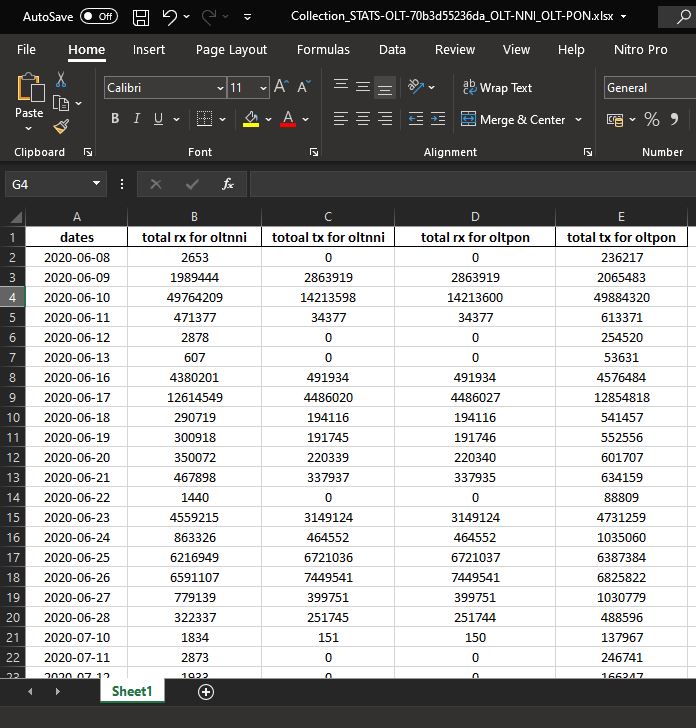 AutoSave Off Collection_STATS-OLT-70b3d55236da_OLT-NNI_OLT-PON.xlsx
File Home Insert Page Layout Formulas Data Review View Help Nitro Pro
Calibri 11 A A ab Wrap Text General
Paste B I U A Merge & Center % 9
Clipboard Font Alignment Number
G4 fx
A B C D E
1 dates total rx for oltnni totoal tx for oltnni total rx for oltpon total tx for oltpon
2 2020-06-08 2653 0 0 236217
3 2020-06-09 1989444 2863919 2863919 2065483
4 2020-06-10 49764209 14213598 14213600 49884320
5 2020-06-11 471377 34377 34377 613371
6 2020-06-12 2878 0 0 254520
7 2020-06-13 607 0 0 53631
8 2020-06-16 4380201 491934 491934 4576484
9 2020-06-17 12614549 4486020 4486027 12854818
10 2020-06-18 290719 194116 194116 541457
11 2020-06-19 300918 191745 191746 552556
12 2020-06-20 350072 220339 220340 601707
13 2020-06-21 467898 337937 337935 634159
14 2020-06-22 1440 0 0 88809
15 2020-06-23 4559215 3149124 3149124 4731259
16 2020-06-24 863326 464552 464552 1035060
17 2020-06-25 6216949 6721036 6721037 6387384
18 2020-06-26 6591107 7449541 7449541 6825822
19 2020-06-27 779139 399751 399751 1030779
20 2020-06-28 322337 251745 251744 488596
21 2020-07-10 1834 151 150 137967
22 2020-07-11 2873 0 0 246741
23 2020-07-12 1933 0 0 166347
Sheet1